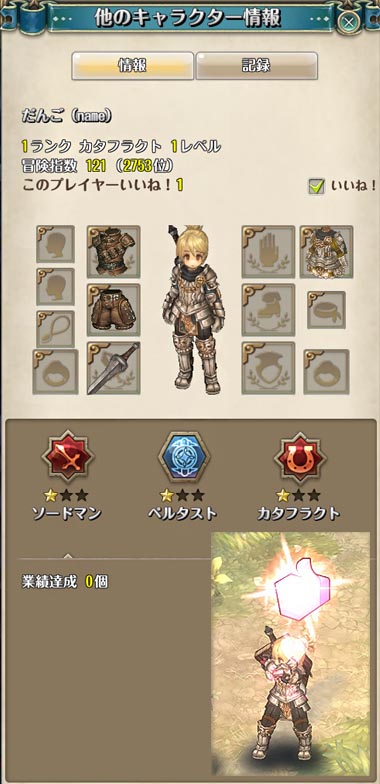 他のキャラクター情報
情報 記録
だんご (name)
1ランク カタフラクト 1レベル
冒険指数 121 (2753位)
このプレイヤーいいね！1 いいね！
ソードマン ペルタスト カタフラクト
業績達成 0個